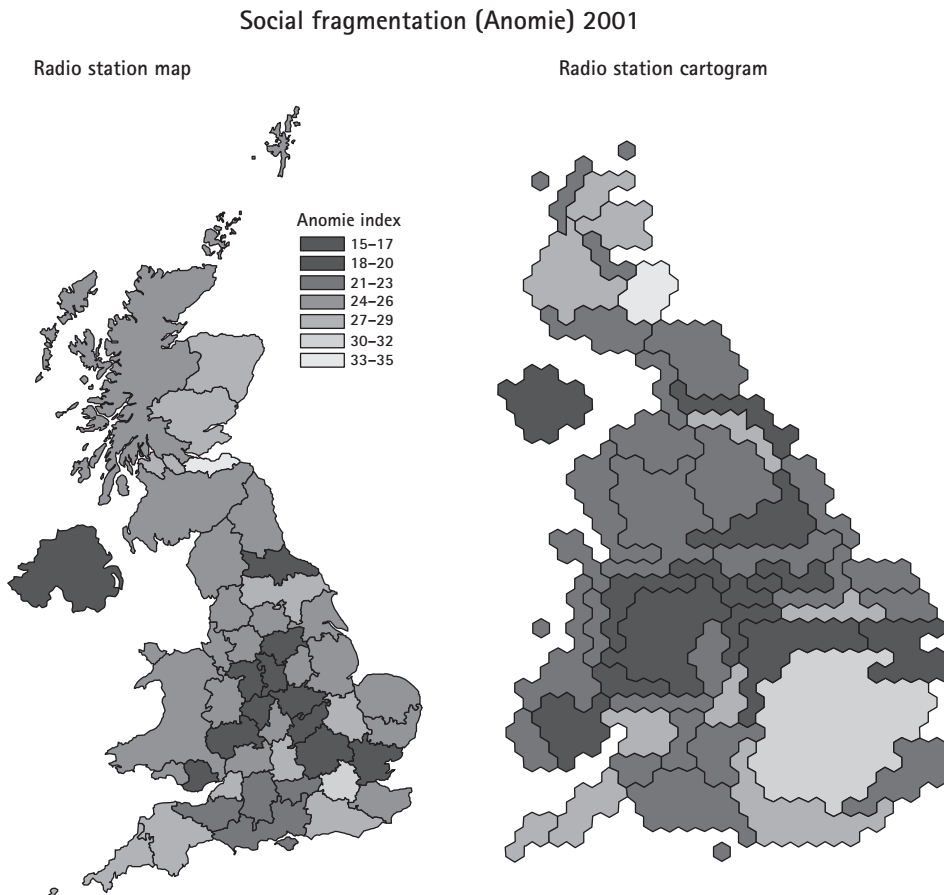 Social fragmentation (Anomie) 2001
Radio station map
Radio station cartogram
Anomie index
15–17
18–20
21–23
24–26
27–29
30–32
33–35